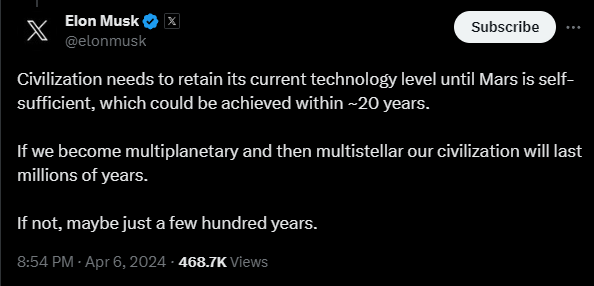 Elon Musk
Subscribe
@elonmusk
Civilization needs to retain its current technology level until Mars is self-
sufficient, which could be achieved within ~20 years.
If we become multiplanetary and then multistellar our civilization will last
millions of years.
If not, maybe just a few hundred years.
8:54 PM · Apr 6, 2024 · 468.7K Views